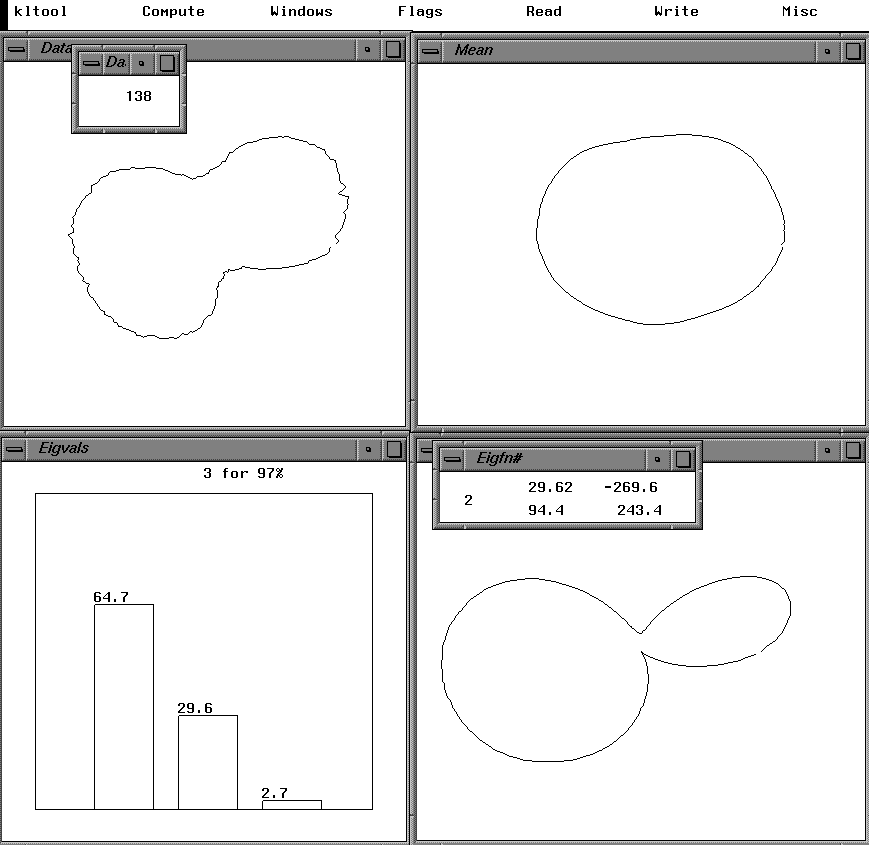 kltool Compute Windows Flags Read Write Misc
Data
Da
138
Mean
Eigvals
3 for 97%
64.7
29.6
2.7
Eigfn#
2 29.62 -269.6
94.4 243.4